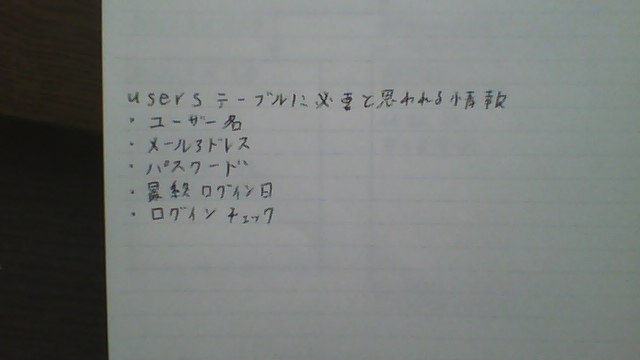 usersテーブルに必要と思われる情報
・ユーザー名
・メールアドレス
・パスワード
・最終ログイン日
・ログインチェック